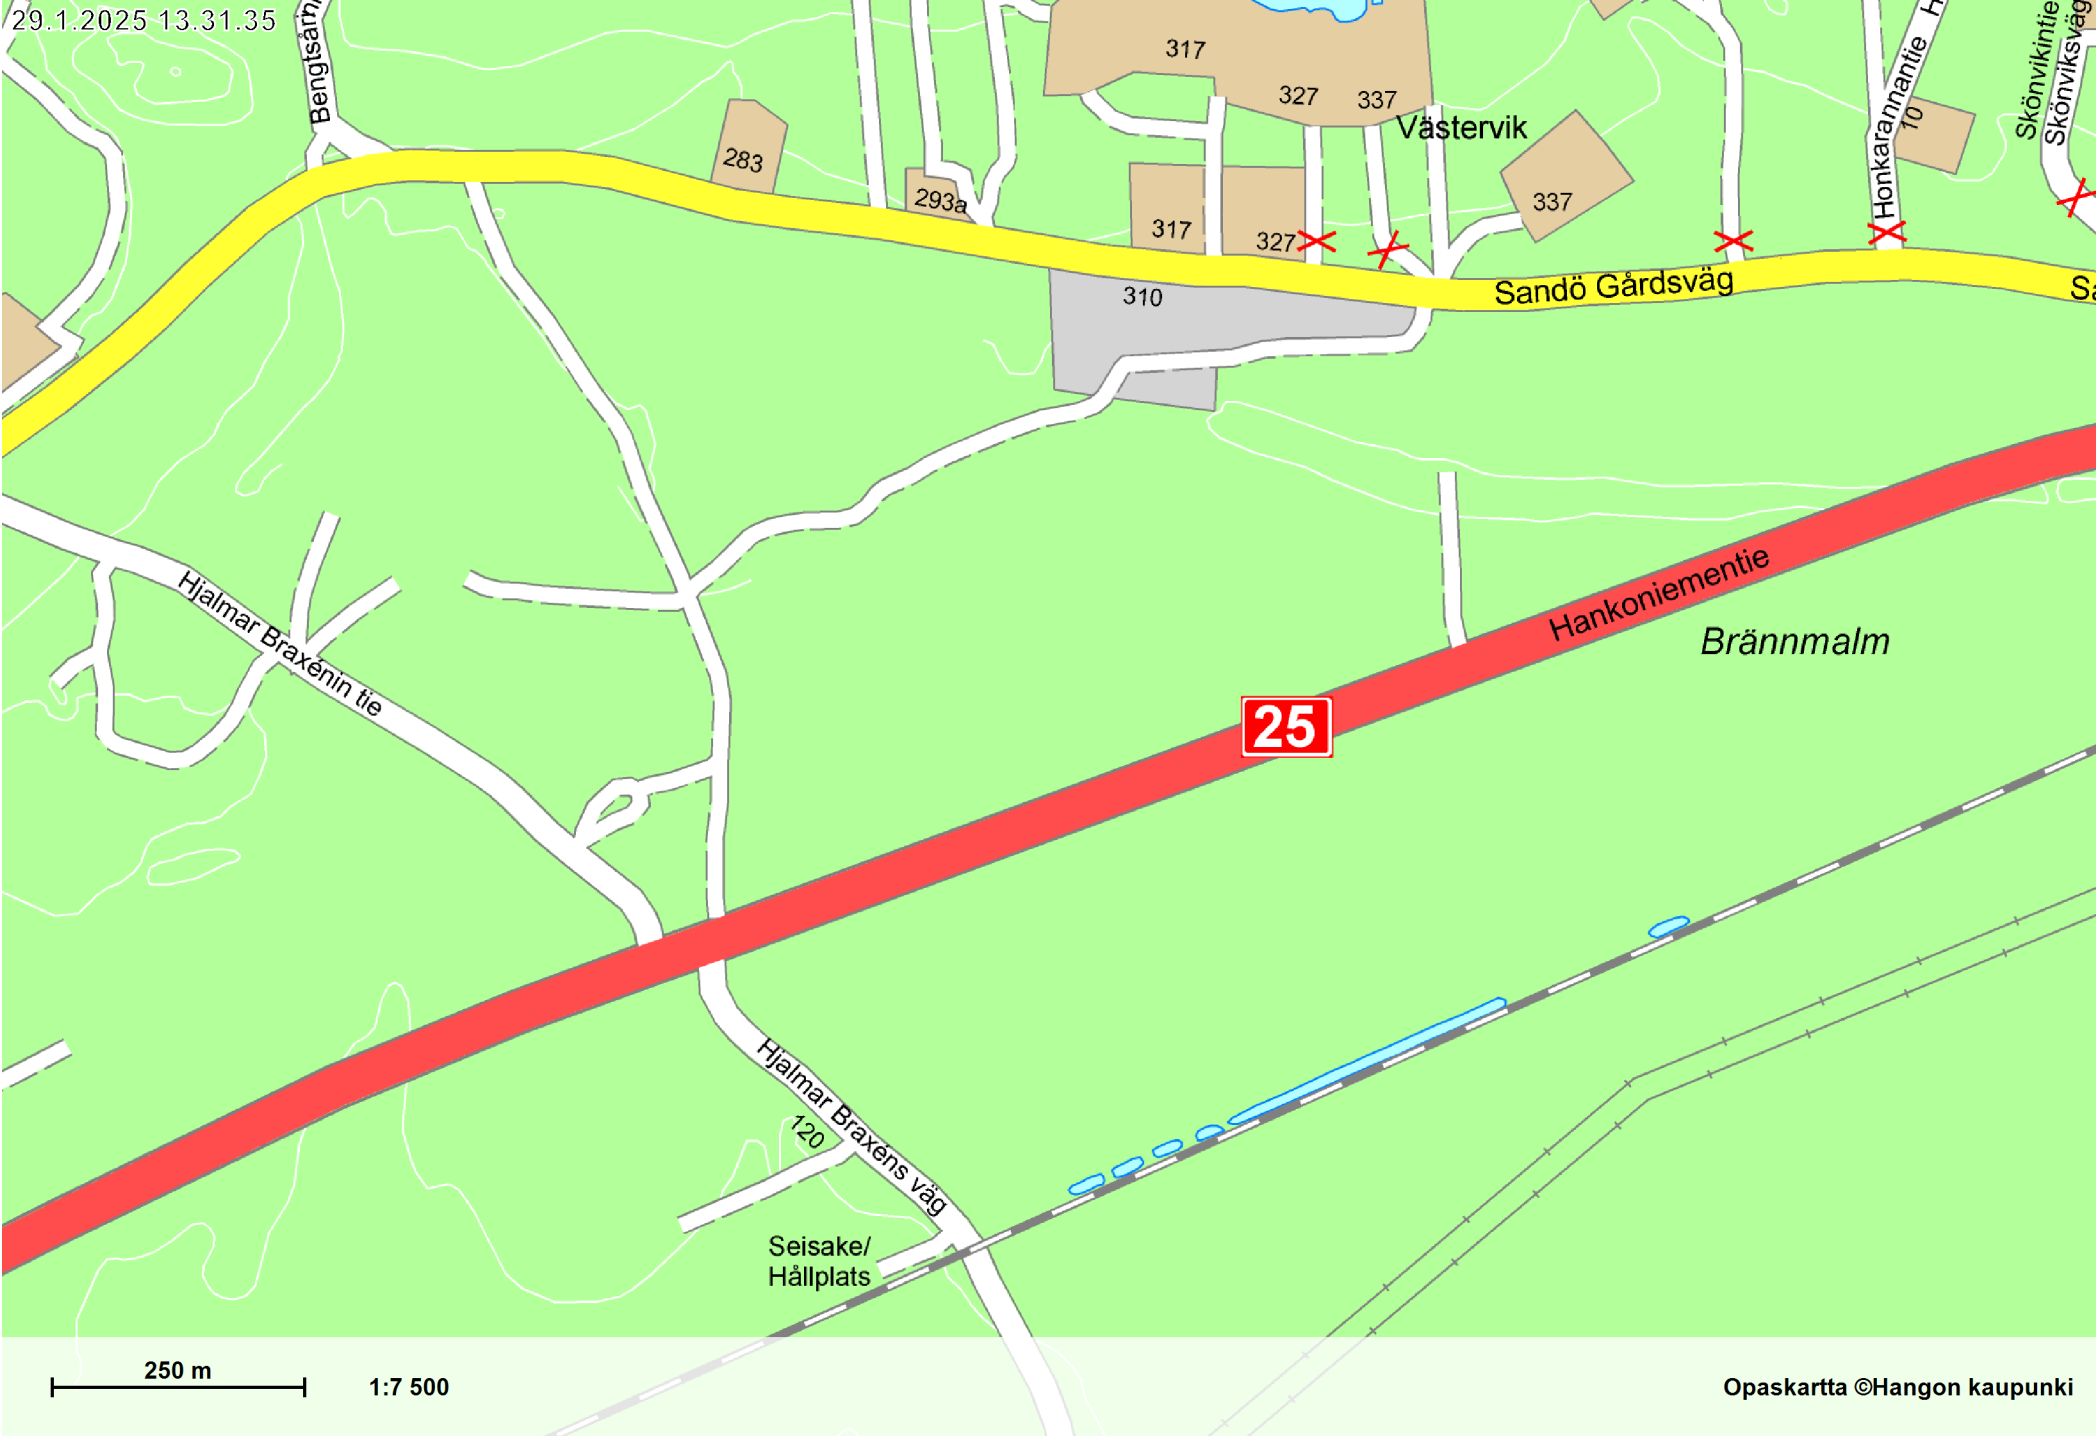 29.1.2025 13.31.35
317
327
337
Västervik
283
293a
317
327
337
10
Honkarannantie
H
Skönvikintie
Skönviksväg
310
Sandö Gårdsväg
Hjalmar Braxénin tie
Hankoniementie
Brännmalm
25
Hjalmar Braxéns väg
120
Seisake/
Hållplats
250 m
1:7 500
Opaskartta ©Hangon kaupunki